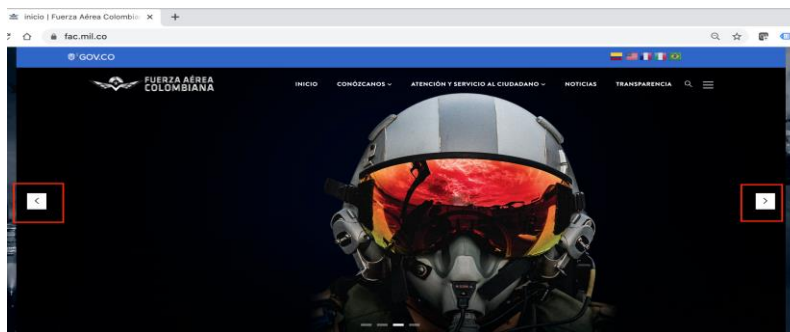 inicio | Fuerza Aérea Colombia
fac.mil.co
GOV.CO
FUERZA AÉREA
COLOMBIANA
INICIO CONÓZCANOS ATENCIÓN Y SERVICIO AL CIUDADANO NOTICIAS TRANSPARENCIA